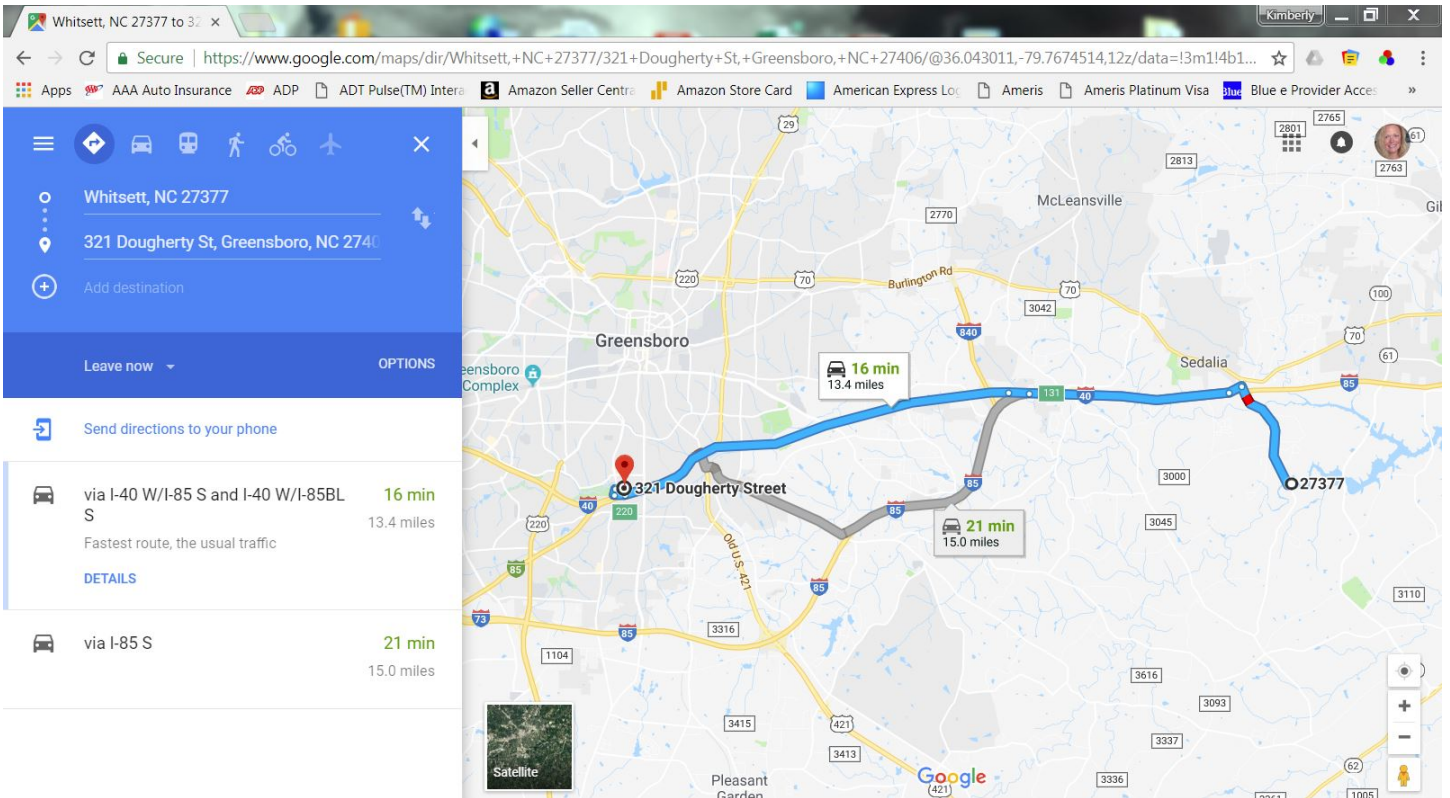 Whitsett, NC 27377 to 32
Kimberly
Secure | https://www.google.com/maps/dir/Whitsett,+NC+27377/321+Dougherty+St,+Greensboro,+NC+27406/@36.043011,-79.7674514,12z/data=!3m1!4b1...
Apps AAA Auto Insurance ADP ADT Pulse(TM) Intera Amazon Seller Centra Amazon Store Card American Express Log Ameris Ameris Platinum Visa Blue Blue e Provider Acces »
Whitsett, NC 27377
321 Dougherty St, Greensboro, NC 2740
Add destination
Leave now OPTIONS
Send directions to your phone
via I-40 W/I-85 S and I-40 W/I-85BL 16 min
S 13.4 miles
Fastest route, the usual traffic
DETAILS
via I-85 S 21 min
15.0 miles
29
2801
2765
61
2813
2763
McLeansville
2770
Gi
220
70
Burlington Rd
70
3042
100
840
70
Greensboro
61
Sedalia
eensboro
Complex
16 min
13.4 miles
131
40
85
321 Dougherty Street
3000
27377
85
40
220
220
85
21 min
15.0 miles
3045
Old U.S. 421
85
85
3110
73
85
3316
1104
3616
3093
3415
421
3413
3337
62
Satellite
Pleasant
Garden
Google
421
3336
1005